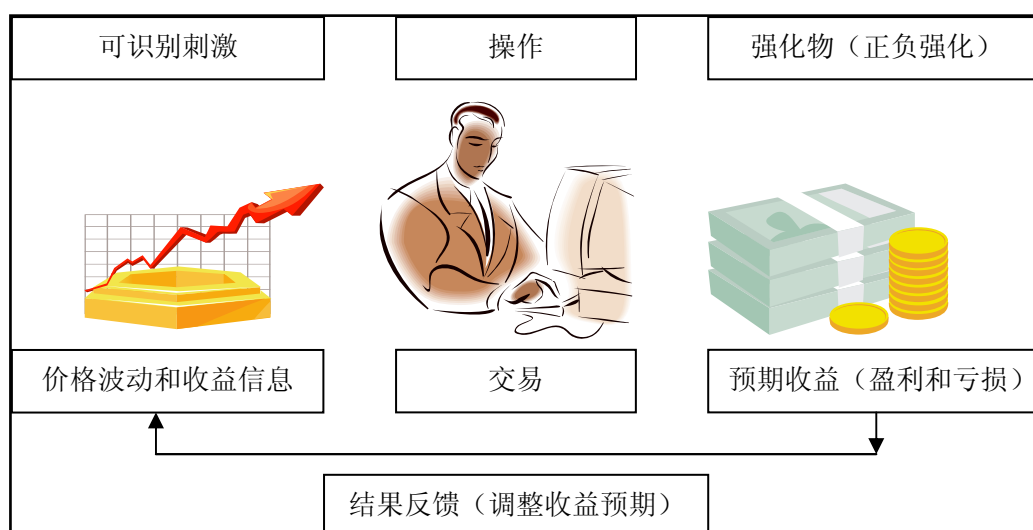 可识别刺激
操作
强化物（正负强化）
价格波动和收益信息
交易
预期收益（盈利和亏损）
结果反馈（调整收益预期）